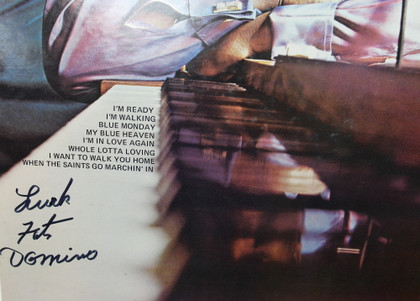 I'M READY
I'M WALKING
BLUE MONDAY
MY BLUE HEAVEN
I'M IN LOVE AGAIN
WHOLE LOTTA LOVING
I WANT TO WALK YOU HOME
WHEN THE SAINTS GO MARCHIN' IN
Luck
Fats
Domino